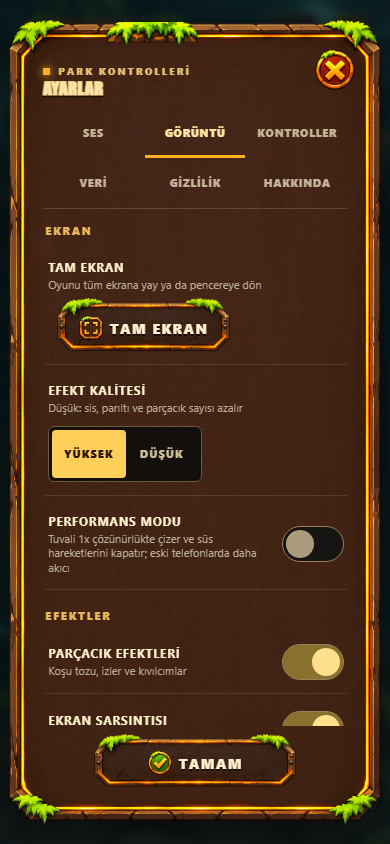 PARK KONTROLLERİ
AYARLAR
SES
GÖRÜNTÜ
KONTROLLER
VERİ
GİZLİLİK
HAKKINDA
EKRAN
TAM EKRAN
Oyunu tüm ekrana yay ya da pencereye dön
TAM EKRAN
EFEKT KALİTESİ
Düşük: sis, parıltı ve parçacık sayısı azalır
YÜKSEK
DÜŞÜK
PERFORMANS MODU
Tuvali 1x çözünürlükte çizer ve süs
hareketlerini kapatır; eski telefonlarda daha
akıcı
EFEKTLER
PARÇACIK EFEKTLERİ
Koşu tozu, izler ve kıvılcımlar
EKRAN SARSINTISI
TAMAM